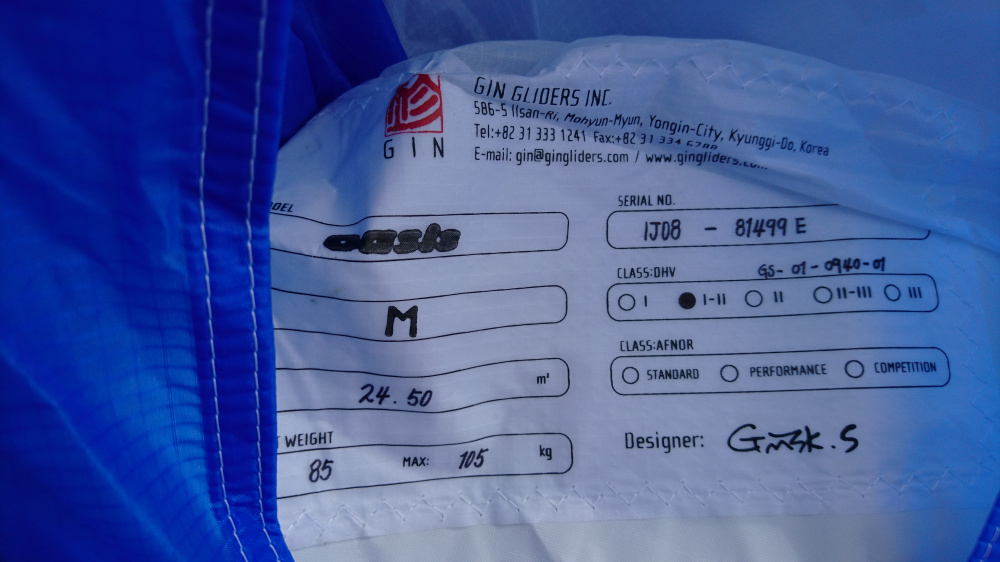 GIN
GIN GLIDERS INC.
586-5 Ilsan-Ri, Mohyun-Myun, Yongin-City, Kyunggi-Do, Korea
Tel:+82 31 333 1241 Fax:+82 31 334
E-mail: gin@gingliders.com / www.gingliders.com
oasis
M
24.50 m²
WEIGHT
85 MAX: 105 kg
SERIAL NO.
IJ08 - 81499 E
CLASS:DHV GS-01-0940-01
I I-II II II-III III
CLASS:AFNOR
STANDARD PERFORMANCE COMPETITION
Designer: